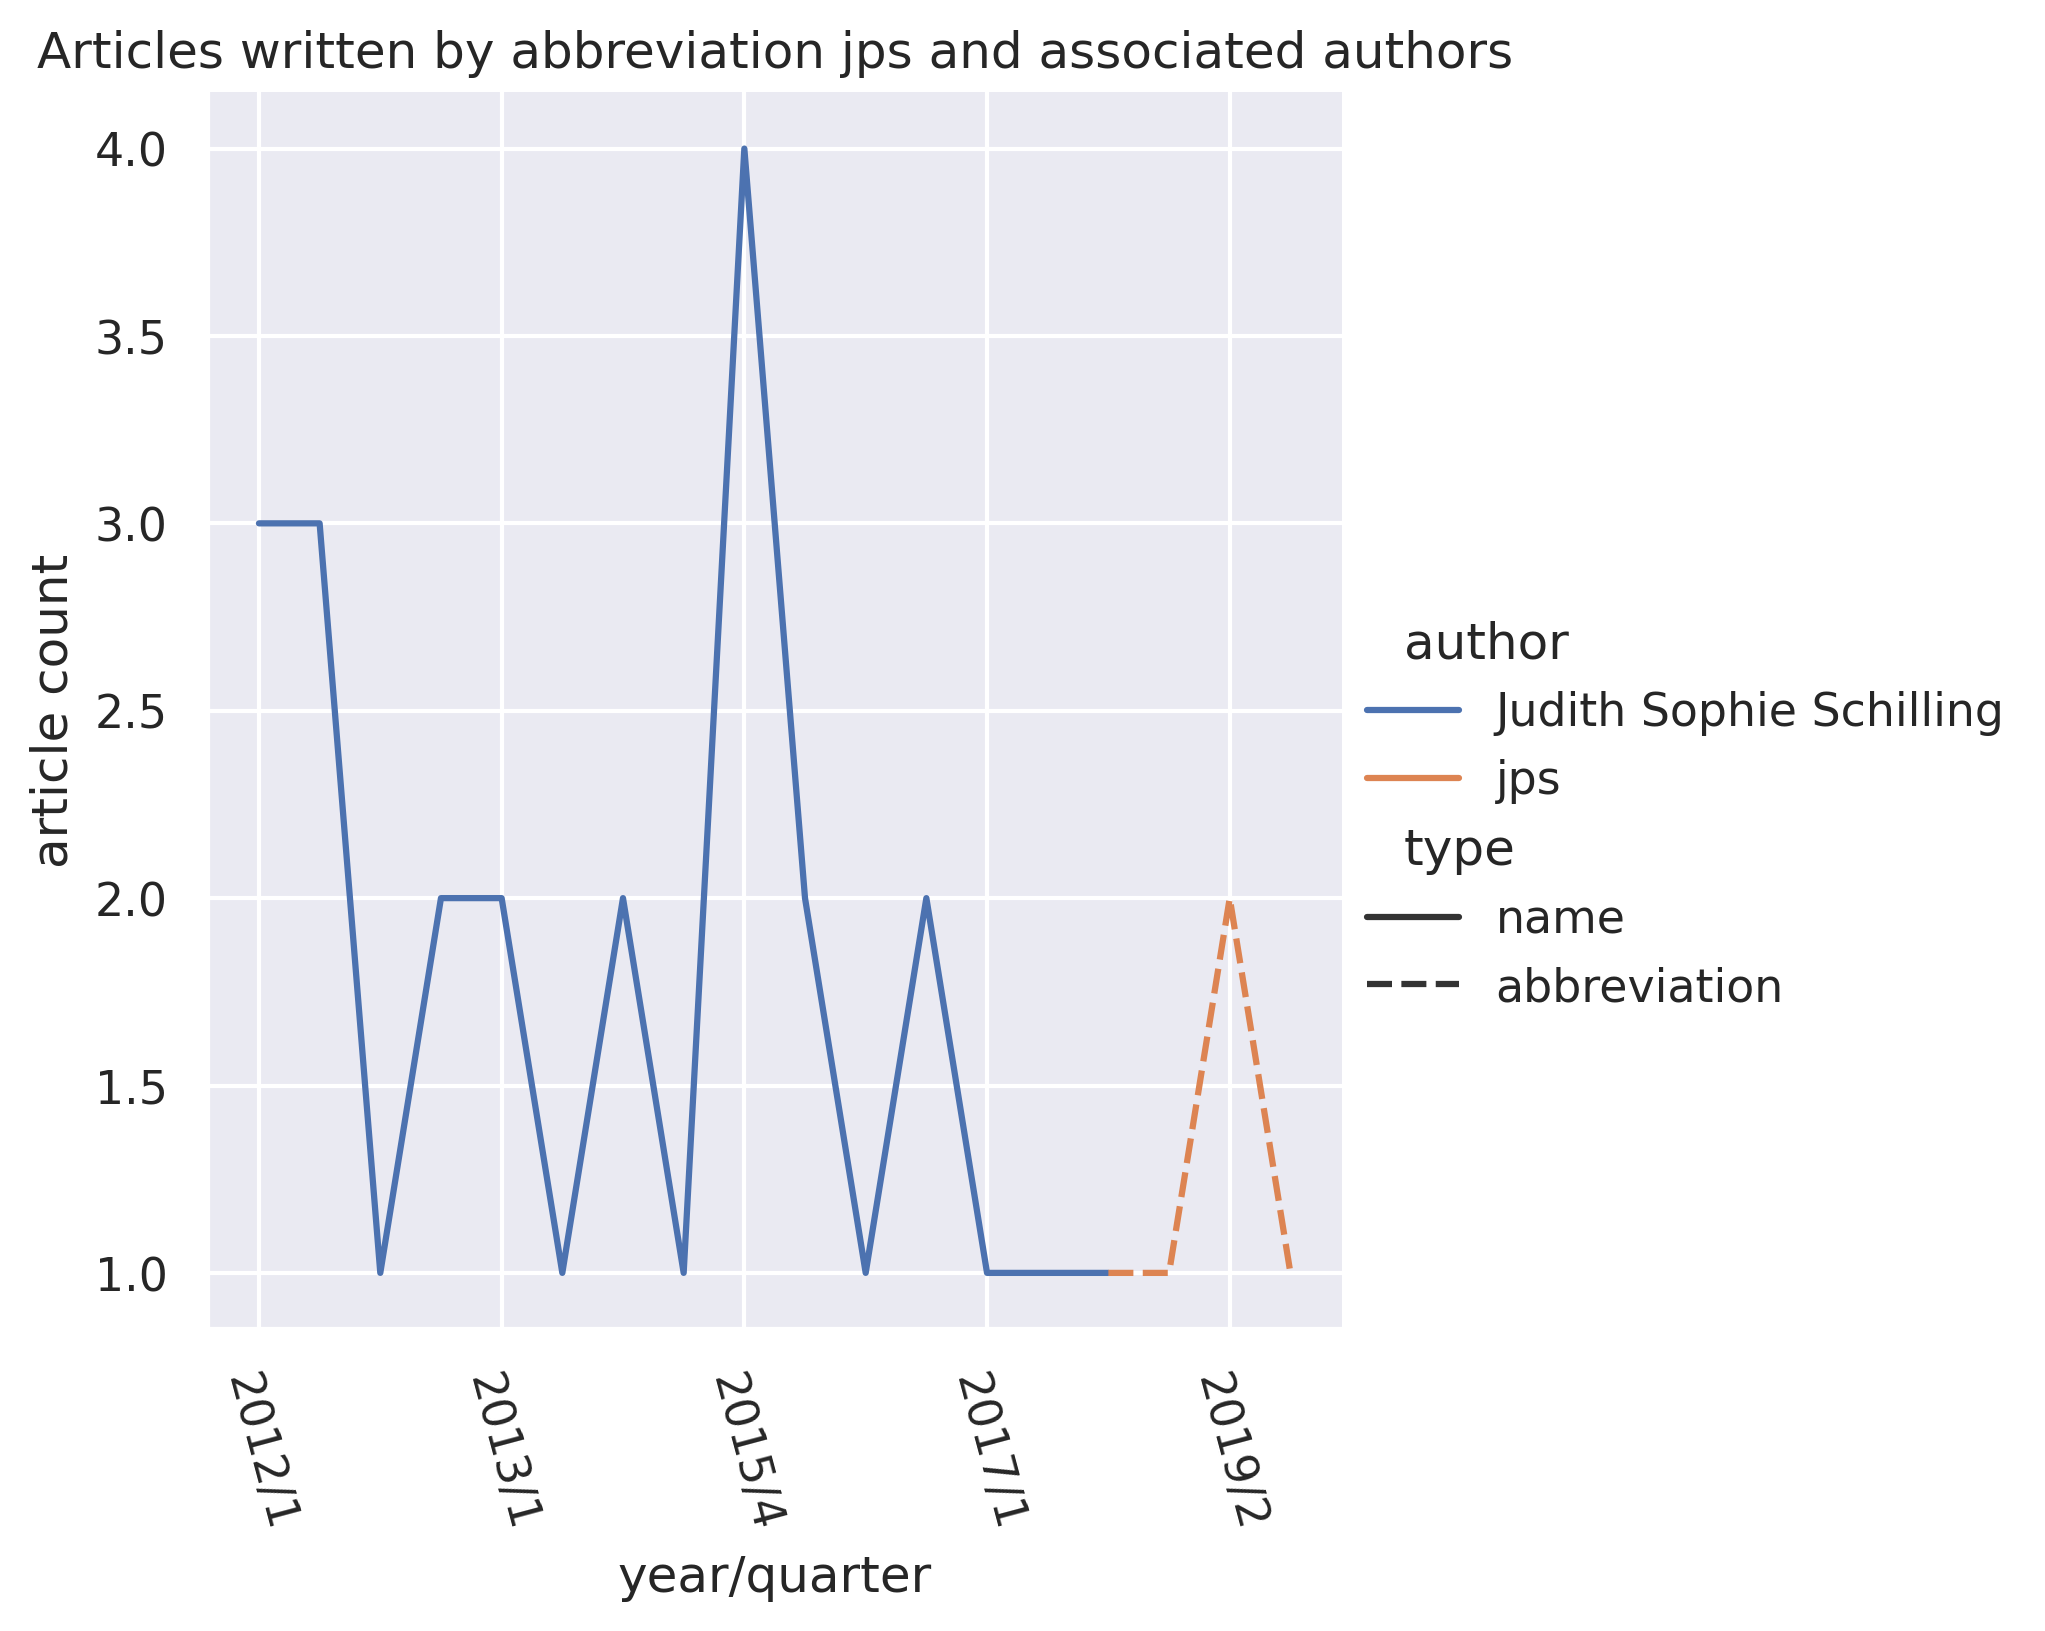 Articles written by abbreviation jps and associated authors
4.0
3.5
3.0
2.5
2.0
1.5
1.0
article count
2012/1
2013/1
2015/4
2017/1
2019/2
year/quarter
author
Judith Sophie Schilling
jps
type
name
abbreviation